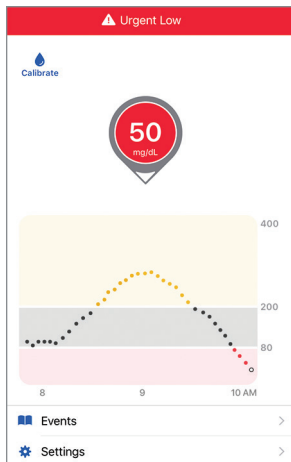 Urgent Low
Calibrate
50
mg/dL
400
200
80
8 9 10 AM
Events
Settings